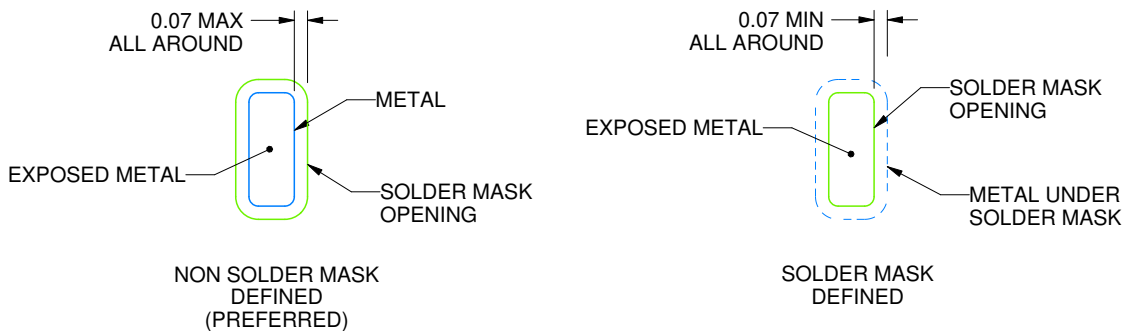 0.07 MAX
ALL AROUND
METAL
EXPOSED METAL
SOLDER MASK
OPENING
NON SOLDER MASK
DEFINED
(PREFERRED)
0.07 MIN
ALL AROUND
SOLDER MASK
OPENING
EXPOSED METAL
METAL UNDER
SOLDER MASK
SOLDER MASK
DEFINED